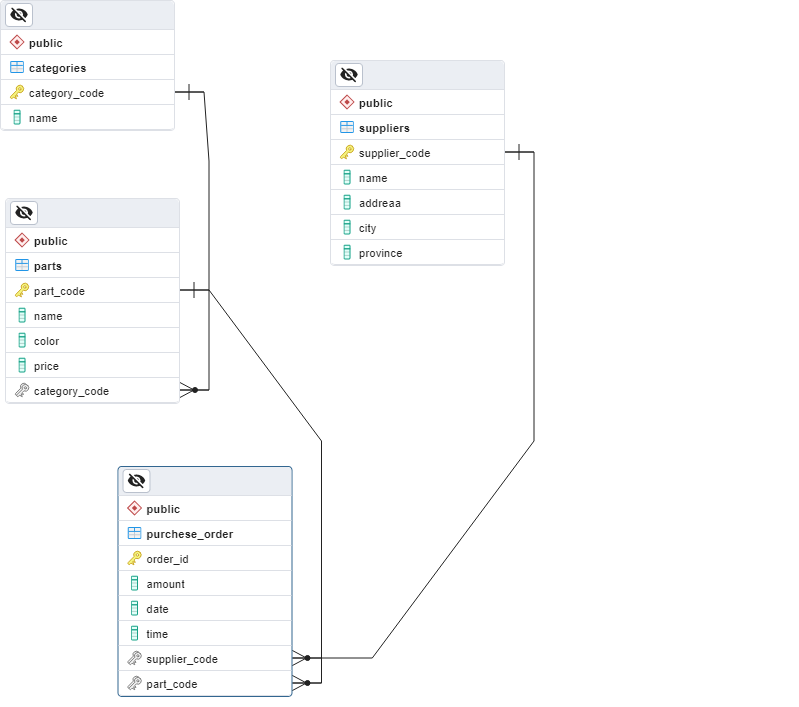 public
categories
category_code
name
public
suppliers
supplier_code
name
addreaa
city
province
public
parts
part_code
name
color
price
category_code
public
purchese_order
order_id
amount
date
time
supplier_code
part_code